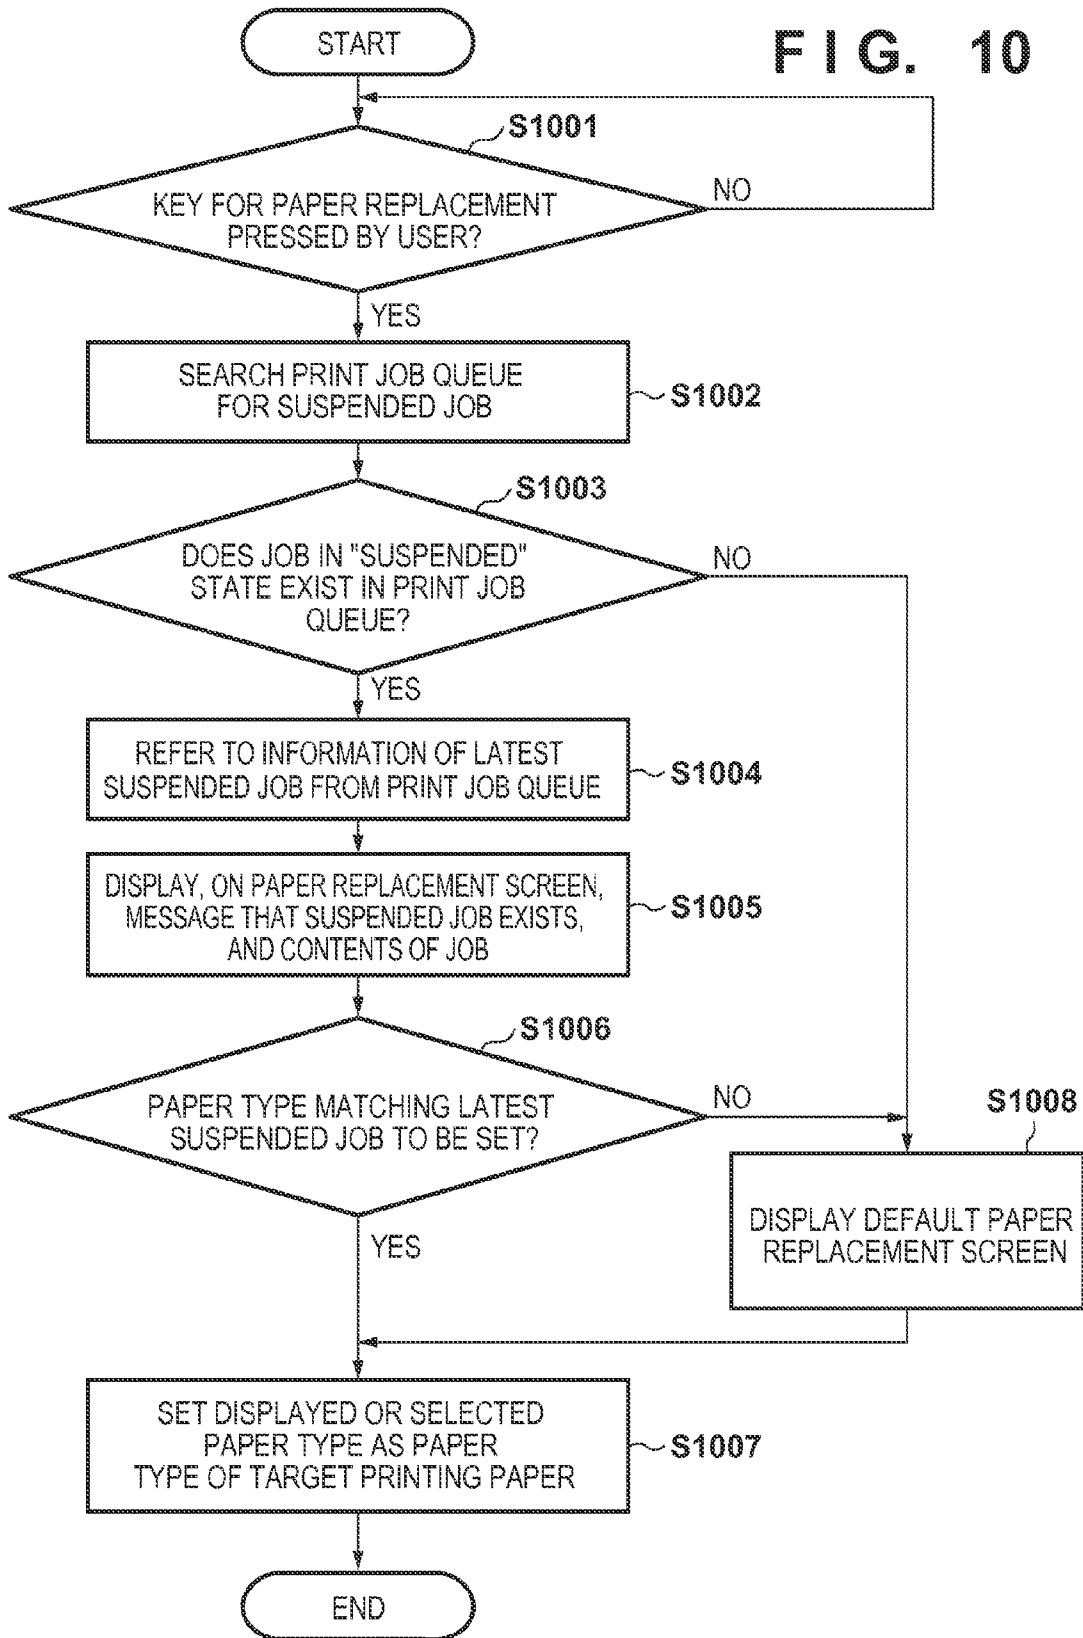 START
F I G. 10
S1001
KEY FOR PAPER REPLACEMENT
PRESSED BY USER?
NO
YES
SEARCH PRINT JOB QUEUE
FOR SUSPENDED JOB
S1002
S1003
DOES JOB IN "SUSPENDED"
STATE EXIST IN PRINT JOB
QUEUE?
NO
YES
REFER TO INFORMATION OF LATEST
SUSPENDED JOB FROM PRINT JOB QUEUE
S1004
DISPLAY, ON PAPER REPLACEMENT SCREEN,
MESSAGE THAT SUSPENDED JOB EXISTS,
AND CONTENTS OF JOB
S1005
S1006
PAPER TYPE MATCHING LATEST
SUSPENDED JOB TO BE SET?
NO
YES
S1008
DISPLAY DEFAULT PAPER
REPLACEMENT SCREEN
SET DISPLAYED OR SELECTED
PAPER TYPE AS PAPER
TYPE OF TARGET PRINTING PAPER
S1007
END